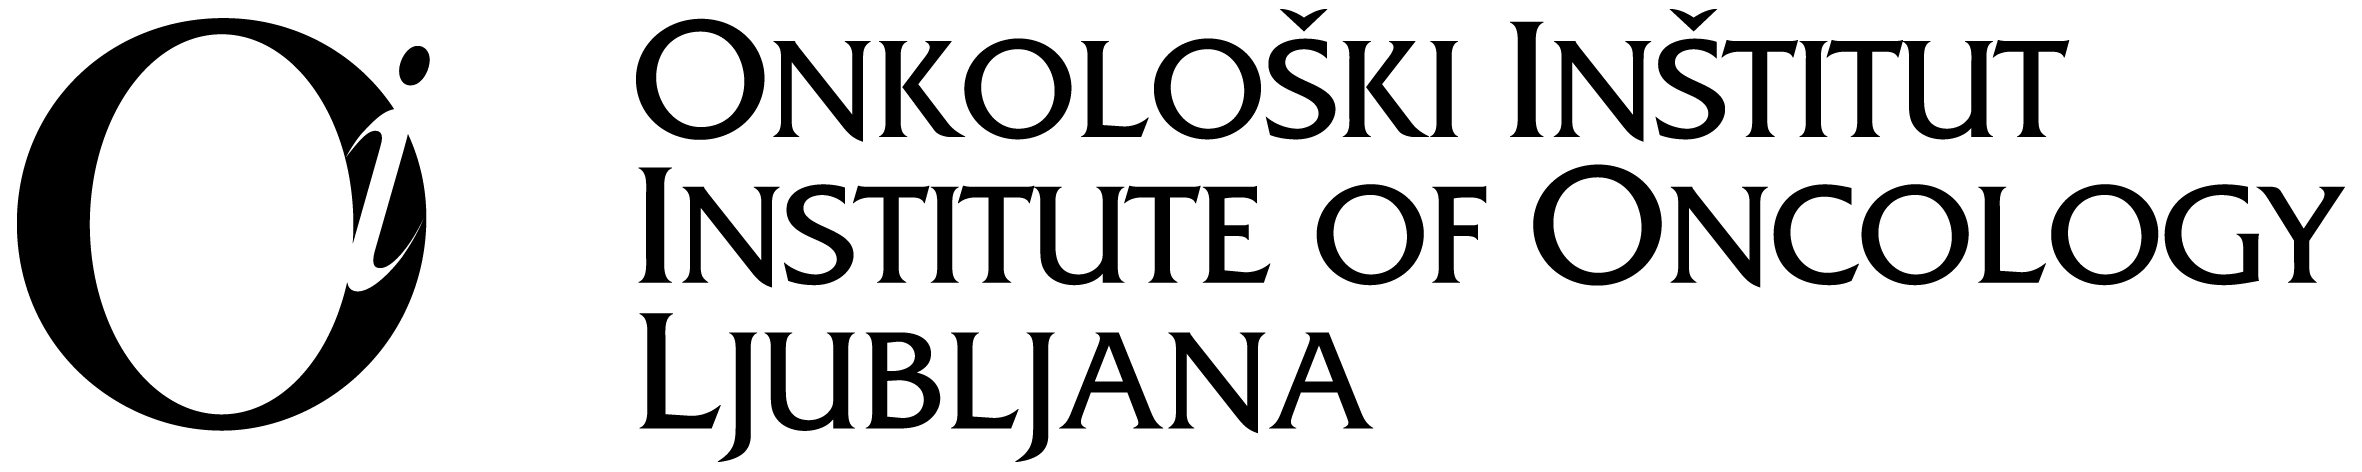 Onkološki Inštitut
Institute of Oncology
Ljubljana